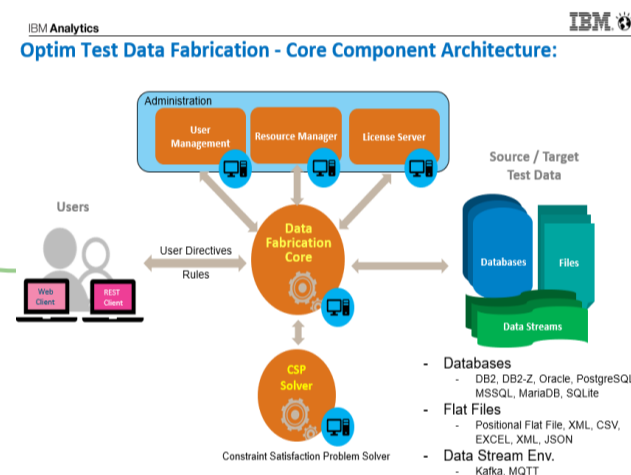 IBM Analytics
IBM
Optim Test Data Fabrication - Core Component Architecture:
Administration
User
Management
Resource Manager
License Server
Source / Target
Test Data
Users
Data
Fabrication
Core
User Directives
Rules
Web
Client
REST
Client
Databases
Files
Data Streams
CSP
Solver
Constraint Satisfaction Problem Solver
- Databases
- DB2, DB2-Z, Oracle, PostgreSQL
MSSQL, MariaDB, SQLite
- Flat Files
- Positional Flat File, XML, CSV,
EXCEL, XML, JSON
- Data Stream Env.
- Kafka, MQTT